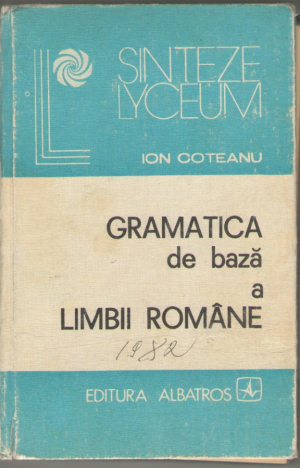 SINTEZE
LYCEUM
ION COTEANU
GRAMATICA
de bază
a
LIMBII ROMÂNE
1982
EDITURA ALBATROS